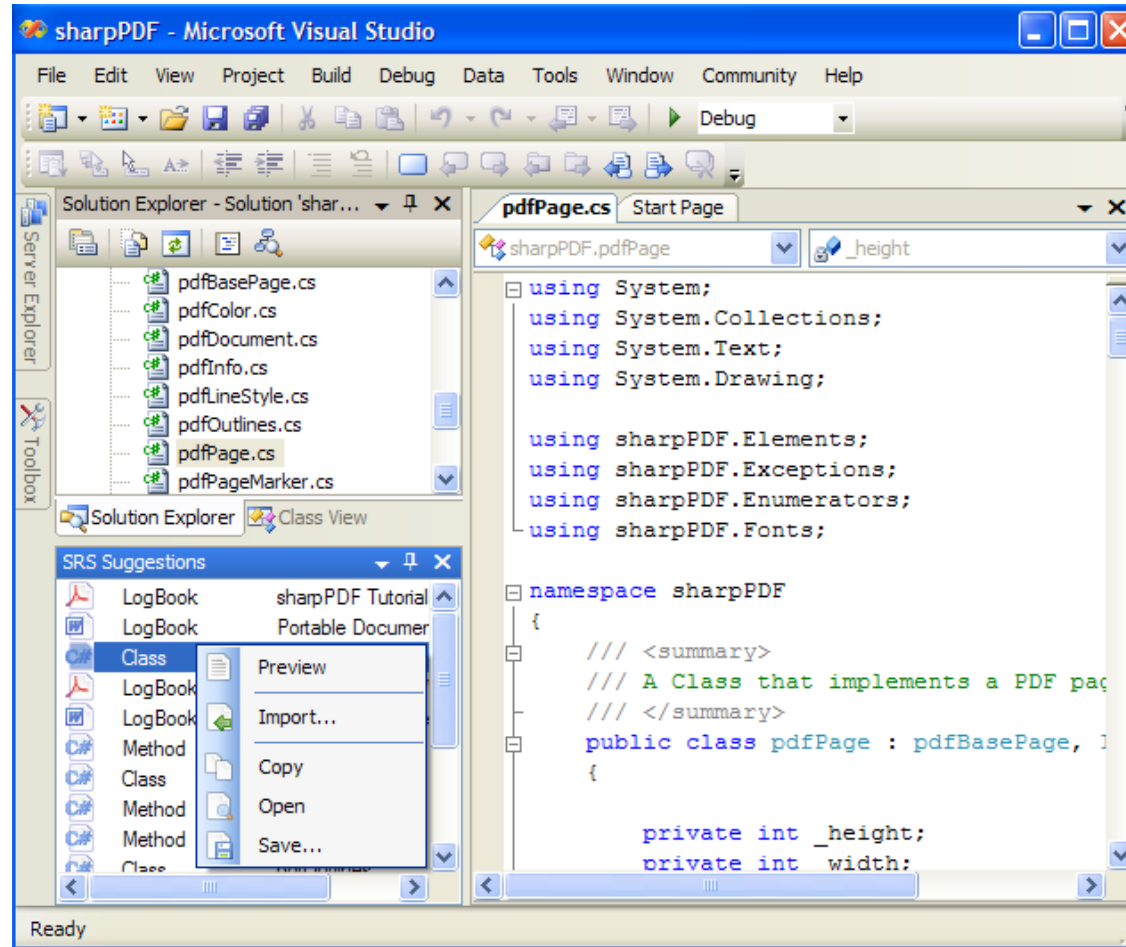 sharpPDF - Microsoft Visual Studio
File Edit View Project Build Debug Data Tools Window Community Help
Debug
Server Explorer
Toolbox
Solution Explorer - Solution 'shar...
pdfBasePage.cs
pdfColor.cs
pdfDocument.cs
pdfInfo.cs
pdfLineStyle.cs
pdfOutlines.cs
pdfPage.cs
pdfPageMarker.cs
Solution Explorer Class View
SRS Suggestions
LogBook sharpPDF Tutorial
LogBook Portable Documer
Class
LogBook
LogBook
Method
Class
Method
Method
Class
Preview
Import...
Copy
Open
Save...
pdfPage.cs Start Page
sharpPDF.pdfPage _height
using System;
using System.Collections;
using System.Text;
using System.Drawing;
using sharpPDF.Elements;
using sharpPDF.Exceptions;
using sharpPDF.Enumerators;
using sharpPDF.Fonts;
namespace sharpPDF
{
/// <summary>
/// A Class that implements a PDF pag
/// </summary>
public class pdfPage : pdfBasePage,
{
private int _height;
private int _width;
Ready